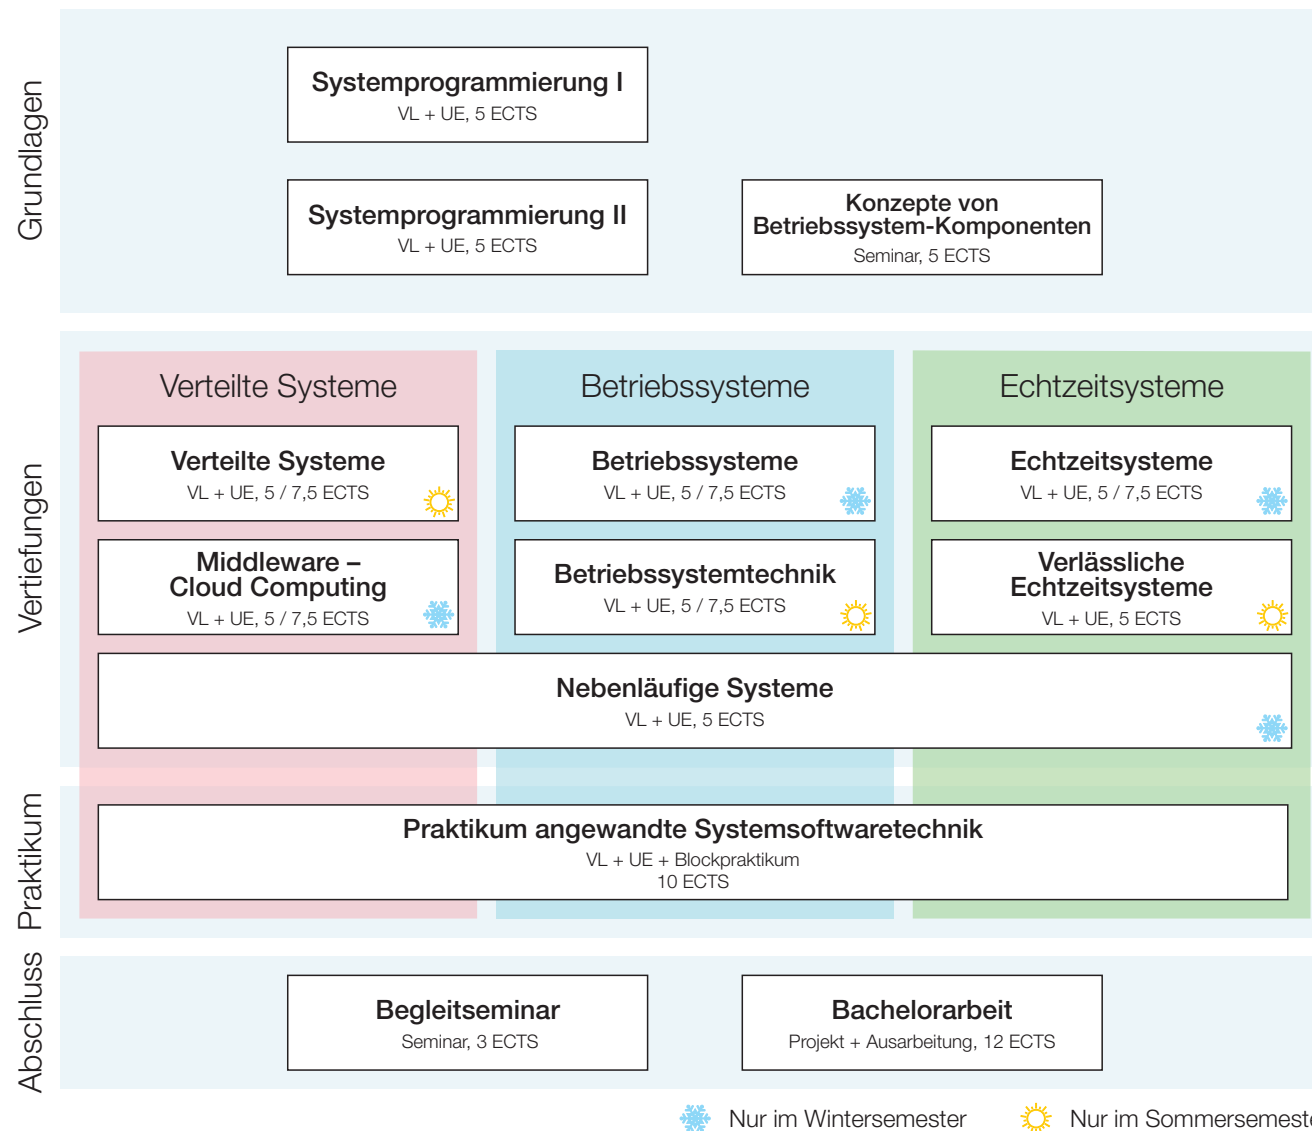 Grundlagen
Systemprogrammierung I
VL + UE, 5 ECTS
Systemprogrammierung II
VL + UE, 5 ECTS
Konzepte von
Betriebssystem-Komponenten
Seminar, 5 ECTS
Vertiefungen
Verteilte Systeme
Verteilte Systeme
VL + UE, 5 / 7,5 ECTS
Middleware –
Cloud Computing
VL + UE, 5 / 7,5 ECTS
Betriebssysteme
Betriebssysteme
VL + UE, 5 / 7,5 ECTS
Betriebssystemtechnik
VL + UE, 5 / 7,5 ECTS
Echtzeitsysteme
Echtzeitsysteme
VL + UE, 5 / 7,5 ECTS
Verlässliche
Echtzeitsysteme
VL + UE, 5 ECTS
Nebenläufige Systeme
VL + UE, 5 ECTS
Praktikum
Praktikum angewandte Systemsoftwaretechnik
VL + UE + Blockpraktikum
10 ECTS
Abschluss
Begleitseminar
Seminar, 3 ECTS
Bachelorarbeit
Projekt + Ausarbeitung, 12 ECTS
Nur im Wintersemester
Nur im Sommersemeste